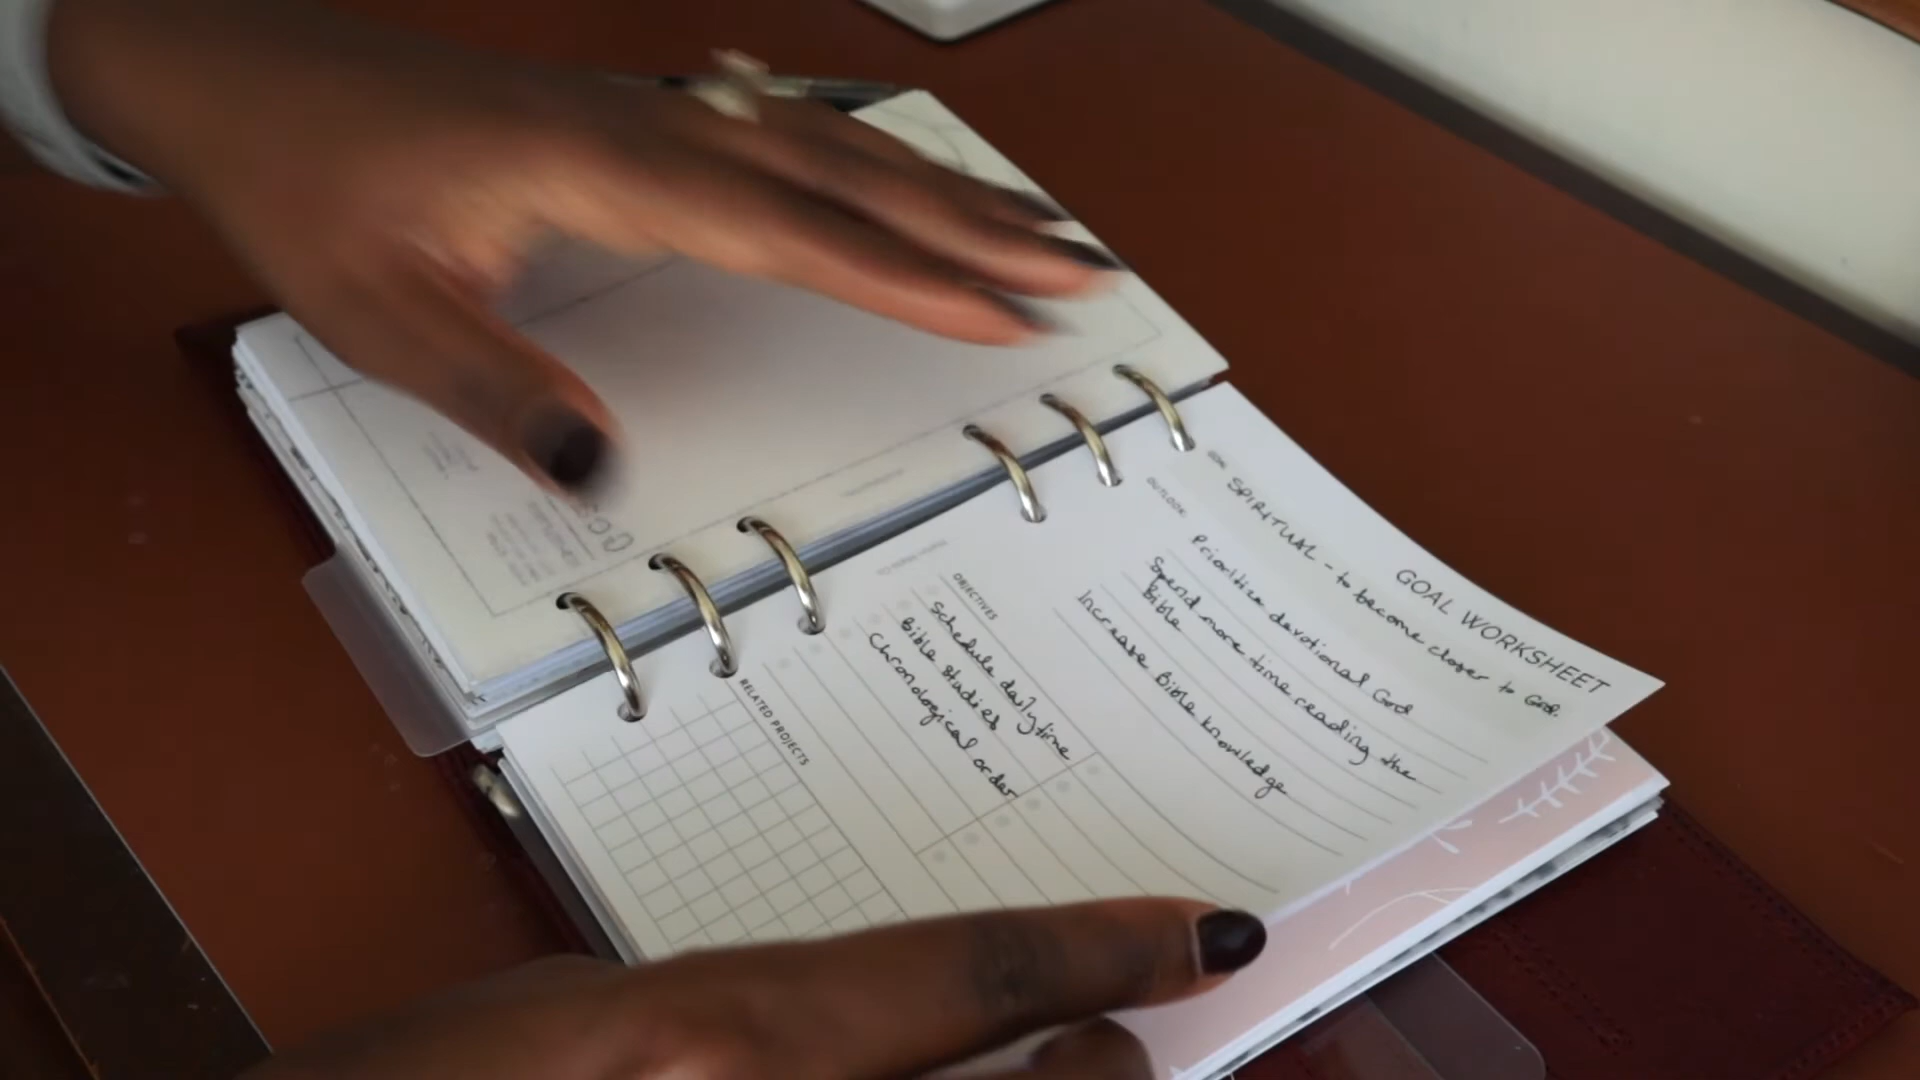 GOAL WORKSHEET
GOAL:
SPIRITUAL - to become closer to God.
OUTLOOK:
Prioritize devotional God
Spend more time reading the
Bible
Increase Bible knowledge
OBJECTIVES
Schedule daily time
Bible studies
Chronological order
RELATED PROJECTS